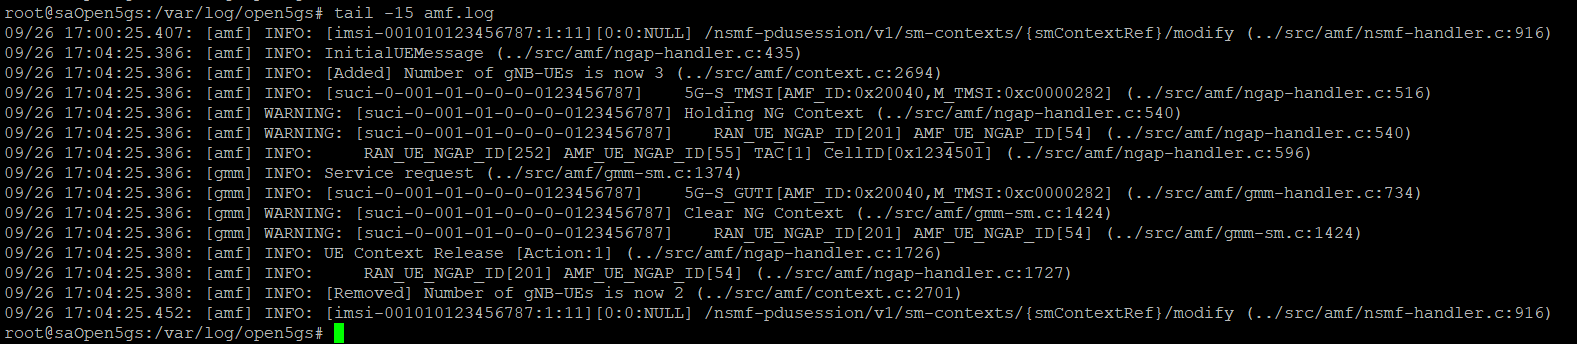 root@saOpen5gs:/var/log/open5gs# tail -15 amf.log
09/26 17:00:25.407: [amf] INFO: [imsi-001010123456787:1:11][0:0:NULL] /nsmf-pdusession/v1/sm-contexts/{smContextRef}/modify (../src/amf/nsmf-handler.c:916)
09/26 17:04:25.386: [amf] INFO: InitialUEMessage (../src/amf/ngap-handler.c:435)
09/26 17:04:25.386: [amf] INFO: [Added] Number of gNB-UEs is now 3 (../src/amf/context.c:2694)
09/26 17:04:25.386: [amf] INFO: [suci-0-001-01-0-0-0-0123456787]    5G-S_TMSI[AMF_ID:0x20040,M_TMSI:0xc0000282] (../src/amf/ngap-handler.c:516)
09/26 17:04:25.386: [amf] WARNING: [suci-0-001-01-0-0-0-0123456787] Holding NG Context (../src/amf/ngap-handler.c:540)
09/26 17:04:25.386: [amf] WARNING: [suci-0-001-01-0-0-0-0123456787]    RAN_UE_NGAP_ID[201] AMF_UE_NGAP_ID[54] (../src/amf/ngap-handler.c:540)
09/26 17:04:25.386: [amf] INFO:     RAN_UE_NGAP_ID[252] AMF_UE_NGAP_ID[55] TAC[1] CellID[0x1234501] (../src/amf/ngap-handler.c:596)
09/26 17:04:25.386: [gmm] INFO: Service request (../src/amf/gmm-sm.c:1374)
09/26 17:04:25.386: [gmm] INFO: [suci-0-001-01-0-0-0-0123456787]    5G-S_GUTI[AMF_ID:0x20040,M_TMSI:0xc0000282] (../src/amf/gmm-handler.c:734)
09/26 17:04:25.386: [gmm] WARNING: [suci-0-001-01-0-0-0-0123456787] Clear NG Context (../src/amf/gmm-sm.c:1424)
09/26 17:04:25.386: [gmm] WARNING: [suci-0-001-01-0-0-0-0123456787]    RAN_UE_NGAP_ID[201] AMF_UE_NGAP_ID[54] (../src/amf/gmm-sm.c:1424)
09/26 17:04:25.388: [amf] INFO: UE Context Release [Action:1] (../src/amf/ngap-handler.c:1726)
09/26 17:04:25.388: [amf] INFO:     RAN_UE_NGAP_ID[201] AMF_UE_NGAP_ID[54] (../src/amf/ngap-handler.c:1727)
09/26 17:04:25.388: [amf] INFO: [Removed] Number of gNB-UEs is now 2 (../src/amf/context.c:2701)
09/26 17:04:25.452: [amf] INFO: [imsi-001010123456787:1:11][0:0:NULL] /nsmf-pdusession/v1/sm-contexts/{smContextRef}/modify (../src/amf/nsmf-handler.c:916)
root@saOpen5gs:/var/log/open5gs#